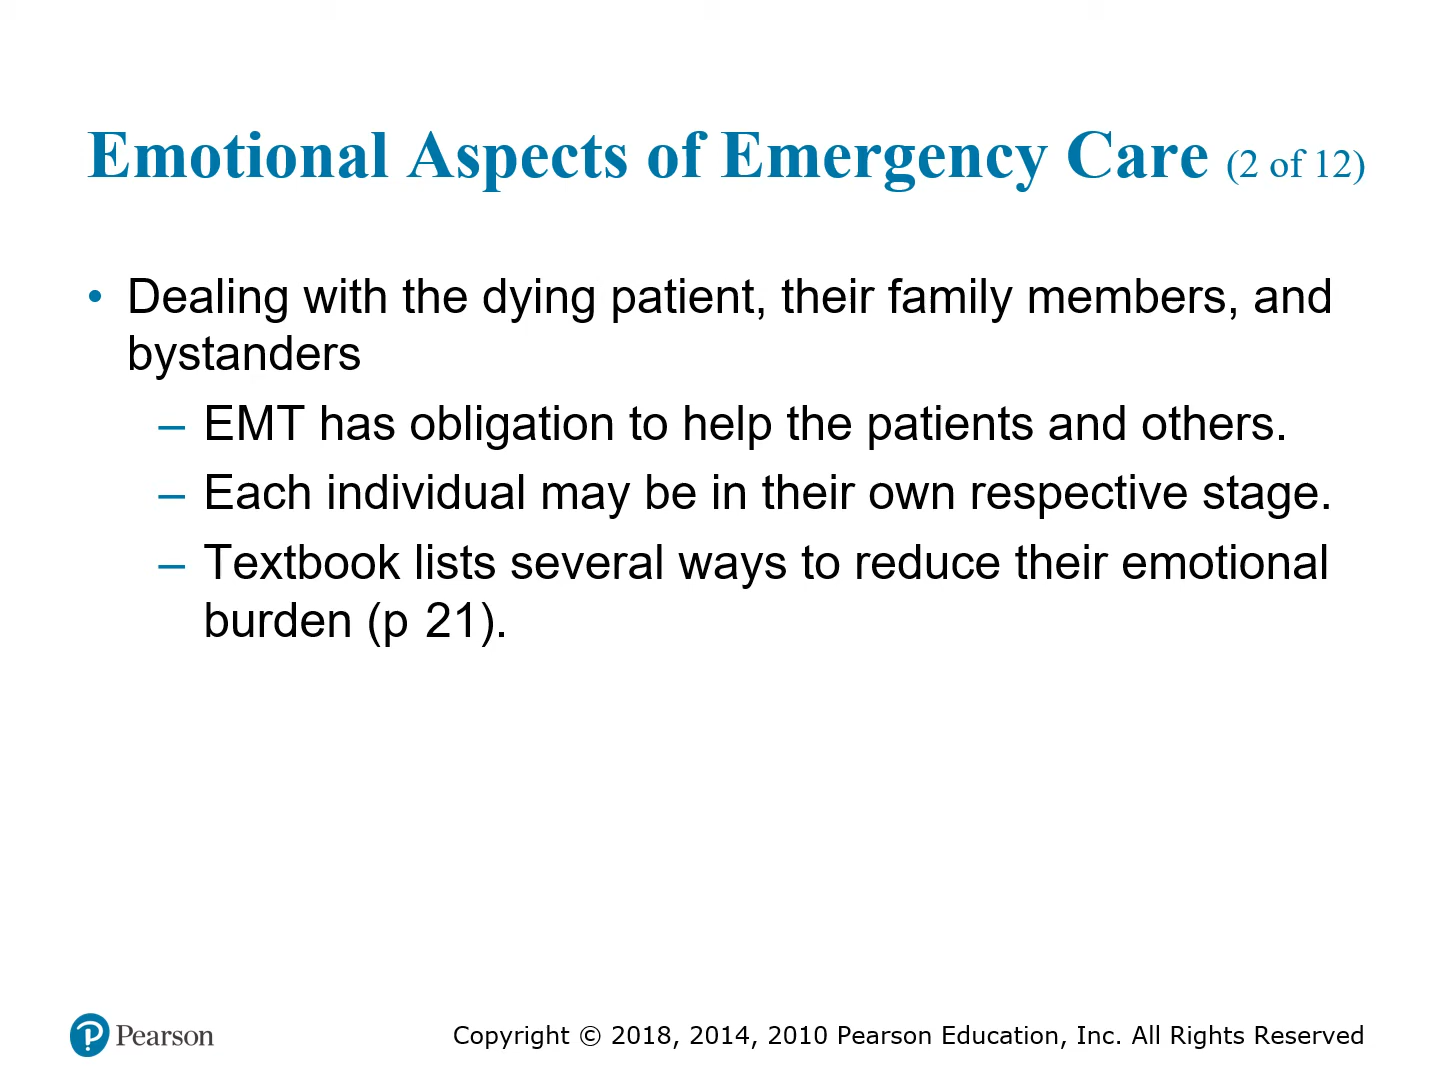 Emotional Aspects of Emergency Care (2 of 12)
• Dealing with the dying patient, their family members, and
bystanders
– EMT has obligation to help the patients and others.
– Each individual may be in their own respective stage.
– Textbook lists several ways to reduce their emotional
burden (p 21).
Pearson
Copyright © 2018, 2014, 2010 Pearson Education, Inc. All Rights Reserved